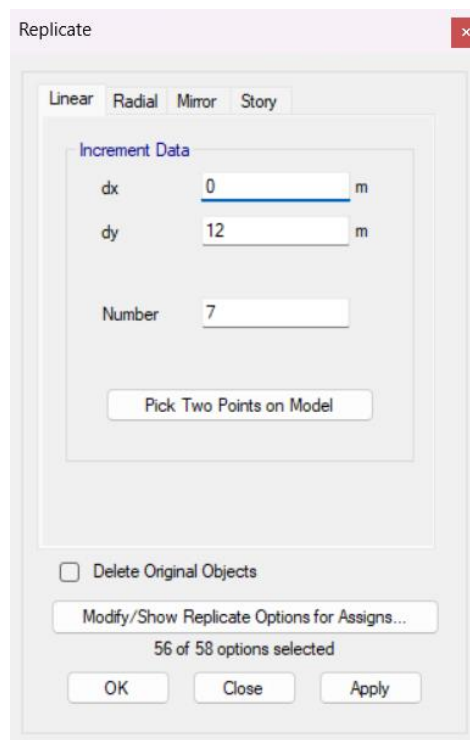 Replicate
Linear Radial Mirror Story
Increment Data
dx 0 m
dy 12 m
Number 7
Pick Two Points on Model
Delete Original Objects
Modify/Show Replicate Options for Assigns...
56 of 58 options selected
OK Close Apply